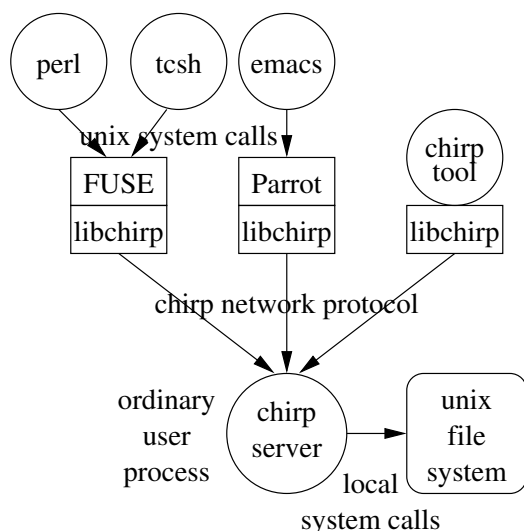 perl
tcsh
emacs
unix system calls
chirp
tool
FUSE
Parrot
libchirp
libchirp
libchirp
chirp network protocol
ordinary
user
process
chirp
server
unix
file
system
local
system calls